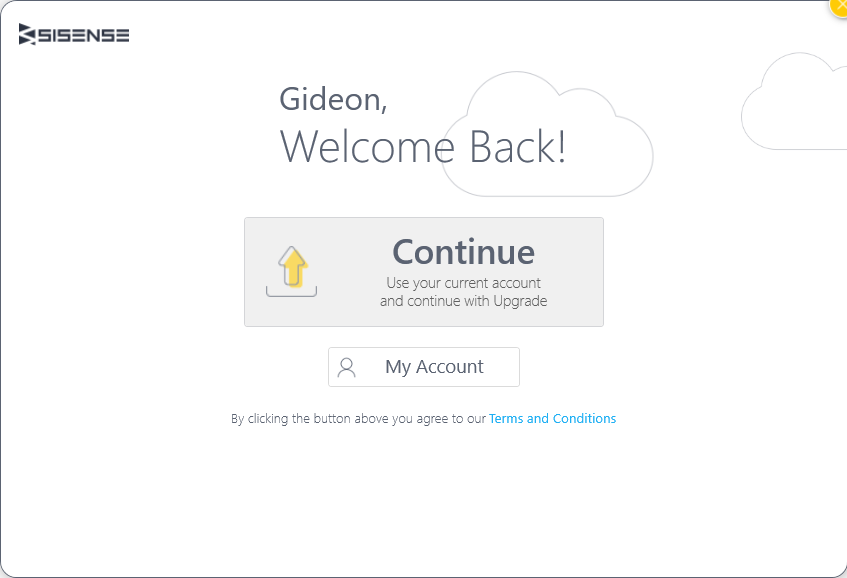 SISENSE
Gideon,
Welcome Back!
Continue
Use your current account
and continue with Upgrade
My Account
By clicking the button above you agree to our Terms and Conditions